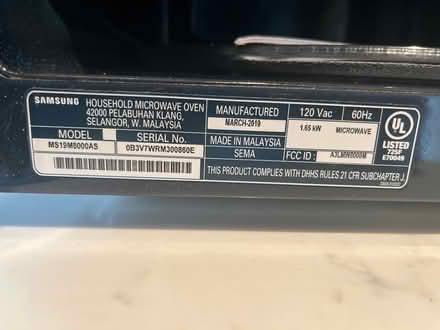 SAMSUNG
HOUSEHOLD MICROWAVE OVEN
42000 PELABUHAN KLANG,
SELANGOR, W. MALAYSIA
MODEL
SERIAL No.
MS19M8000AS
0B3V7WRM300860E
MANUFACTURED
120 Vac
60Hz
MARCH-2019
1.65 kW
MICROWAVE
MADE IN MALAYSIA
SEMA
FCC ID :
A3LMW8000M
THIS PRODUCT COMPLIES WITH DHHS RULES 21 CFR SUBCHAPTER J.
UL
LISTED
725F
E70049